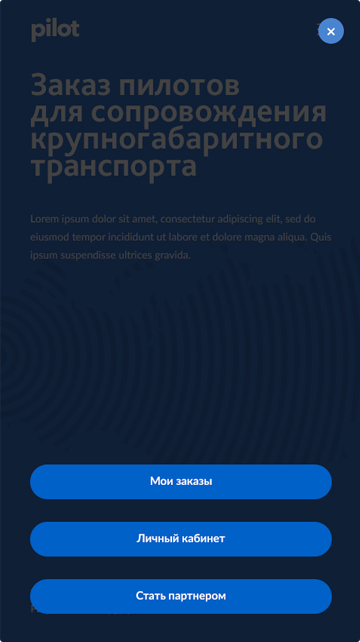 pilot
Заказ пилотов
для сопровождения
крупногабаритного
транспорта
Lorem ipsum dolor sit amet, consectetur adipiscing elit, sed do
eiusmod tempor incididunt ut labore et dolore magna aliqua. Quis
ipsum suspendisse ultrices gravida.
Мои заказы
Личный кабинет
Стать партнером